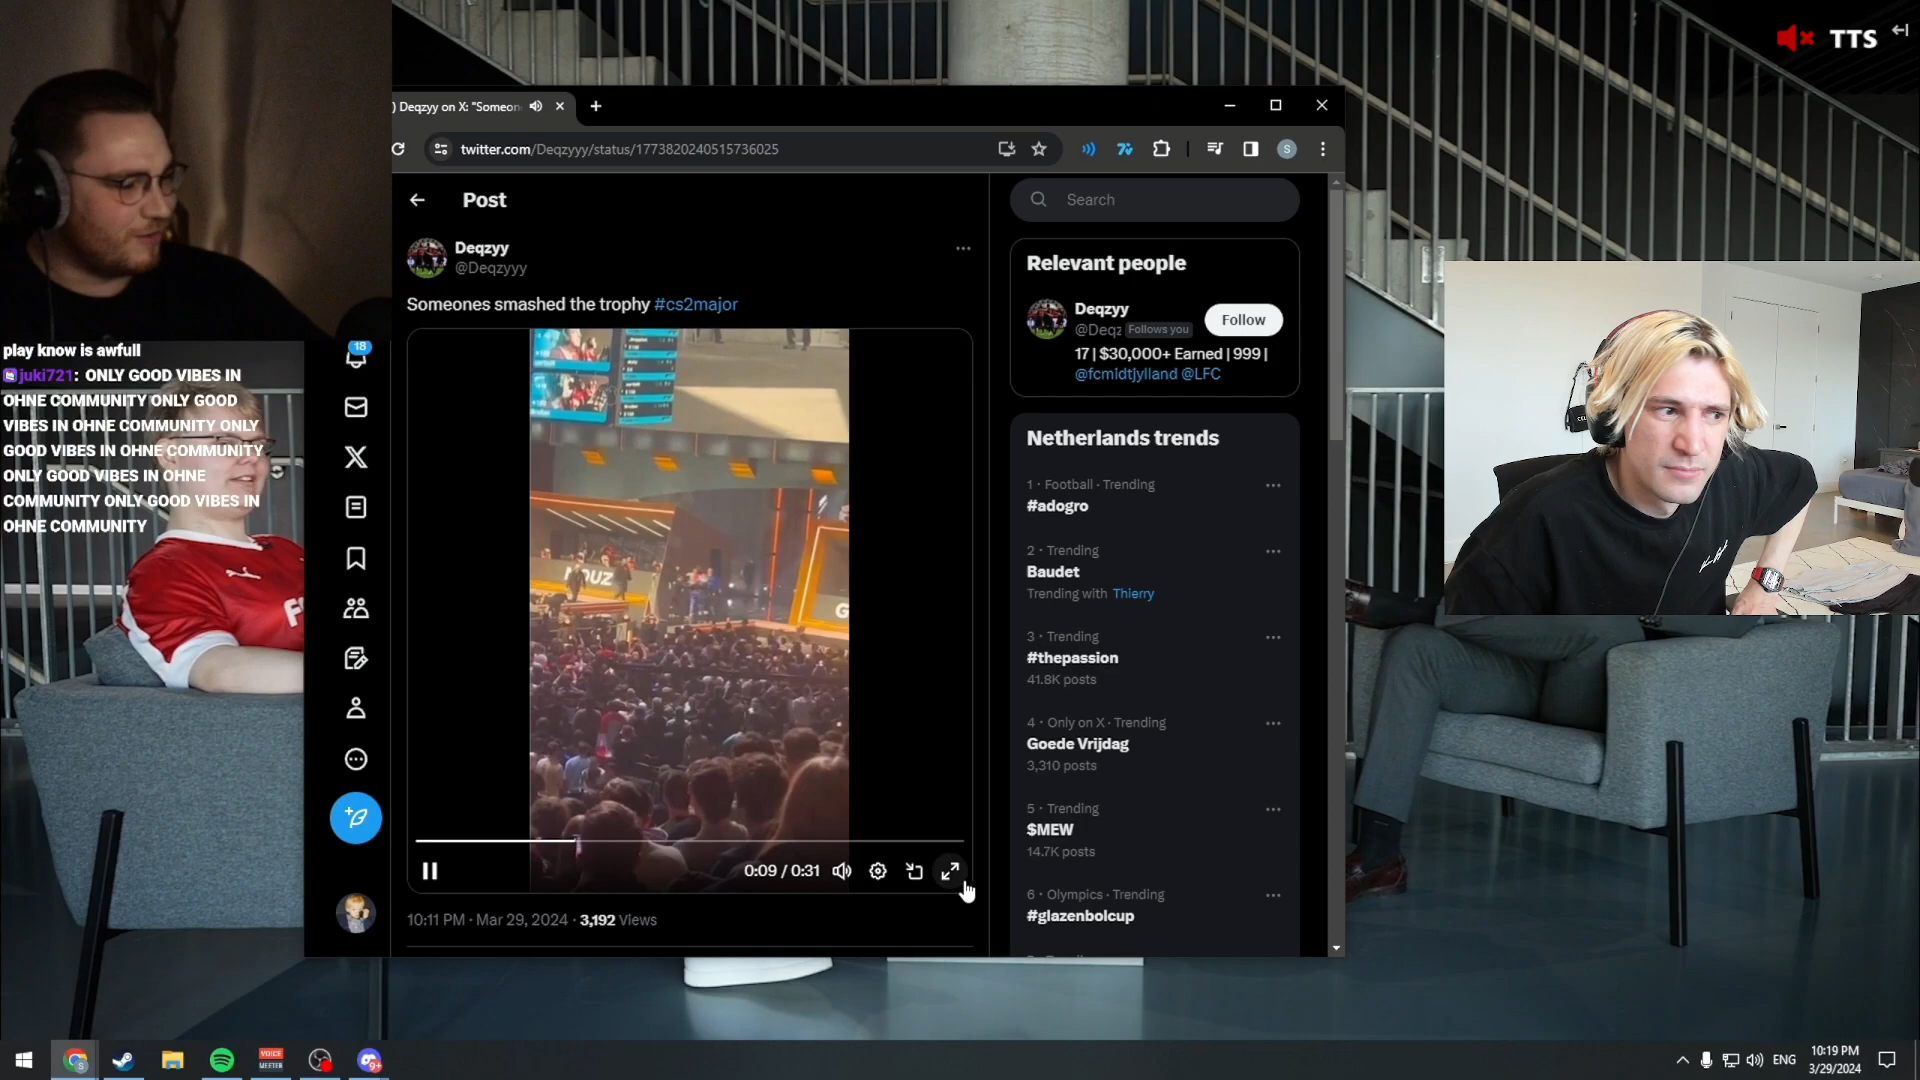 TTS
) Deqzyy on X: "Someon
twitter.com/Deqzyyy/status/1773820240515736025
S
Post
Search
Deqzyy
@Deqzyyy
Someones smashed the trophy #cs2major
Relevant people
Deqzyy
@Deqz Follows you
Follow
17 | $30,000+ Earned | 999 |
@fcmidtjylland @LFC
play know is awfull
juki721: ONLY GOOD VIBES IN
OHNE COMMUNITY ONLY GOOD
VIBES IN OHNE COMMUNITY ONLY
GOOD VIBES IN OHNE COMMUNITY
ONLY GOOD VIBES IN OHNE
COMMUNITY ONLY GOOD VIBES IN
OHNE COMMUNITY
18
MOUZ
G
Netherlands trends
1 · Football · Trending
#adogro
2 · Trending
Baudet
Trending with Thierry
3 · Trending
#thepassion
41.8K posts
4 · Only on X · Trending
Goede Vrijdag
3,310 posts
5 · Trending
$MEW
14.7K posts
6 · Olympics · Trending
#glazenbolcup
0:09 / 0:31
10:11 PM · Mar 29, 2024 · 3,192 Views
VOICE
MEETER
9+
ENG
10:19 PM
3/29/2024